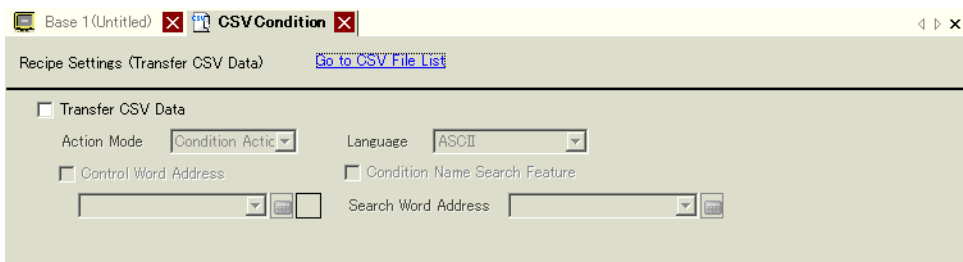 Base 1(Untitled) CSVCondition
Recipe Settings (Transfer CSV Data) Go to CSV File List
Transfer CSV Data
Action Mode Condition Actic Language ASCII
Control Word Address Condition Name Search Feature
Search Word Address